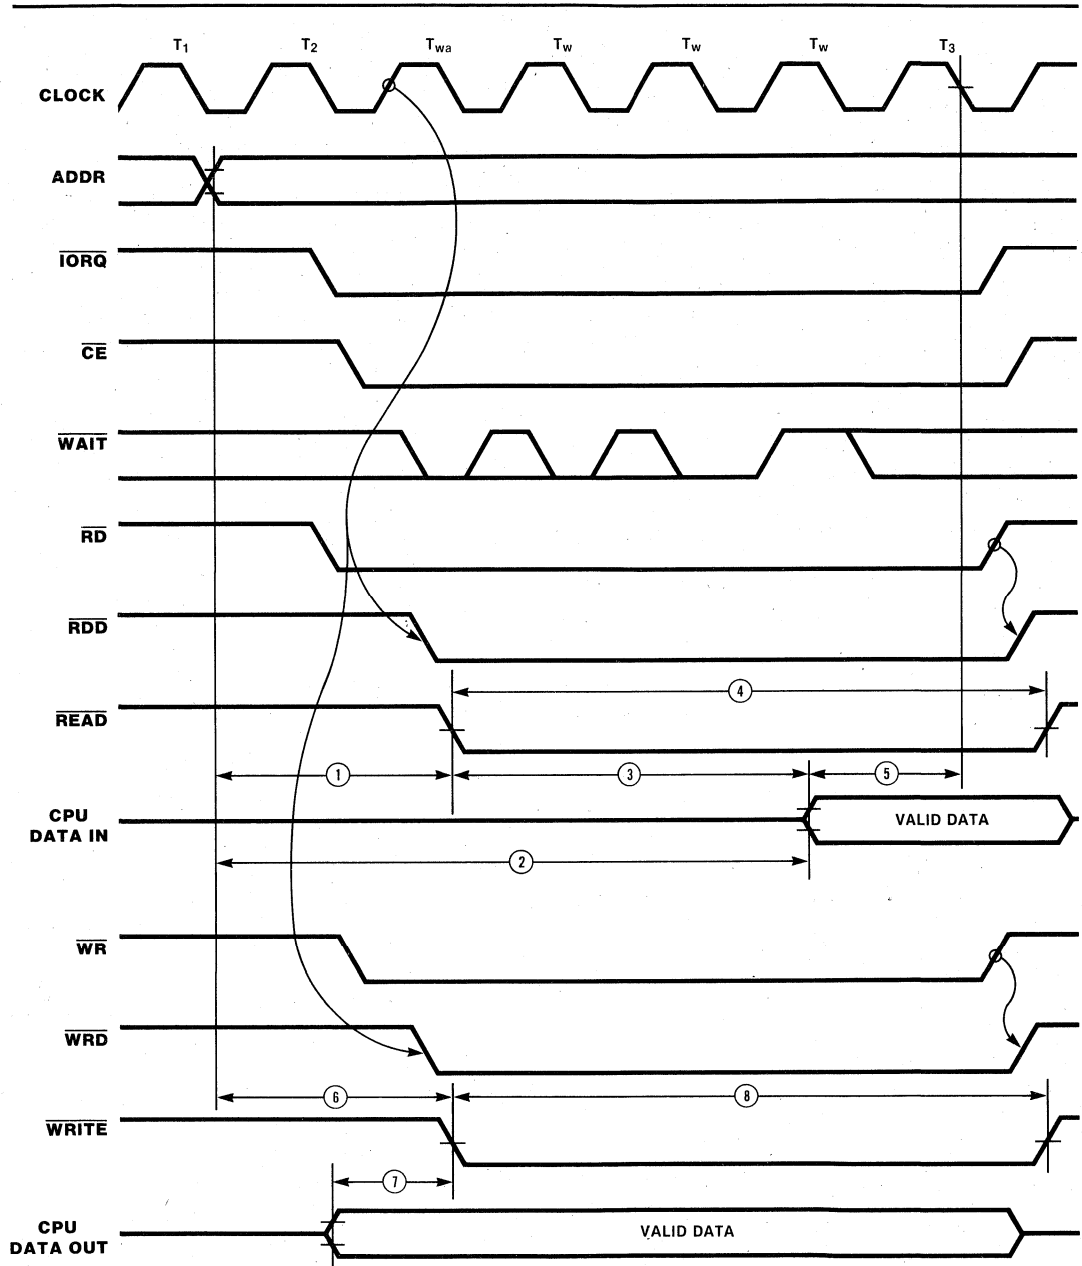 T1 T2 Twa Tw Tw Tw T3
CLOCK
ADDR
IORQ
CE
WAIT
RD
RDD
4
READ
1 3 5
CPU
DATA IN
VALID DATA
2
WR
WRD
6 8
WRITE
7
CPU
DATA OUT
VALID DATA